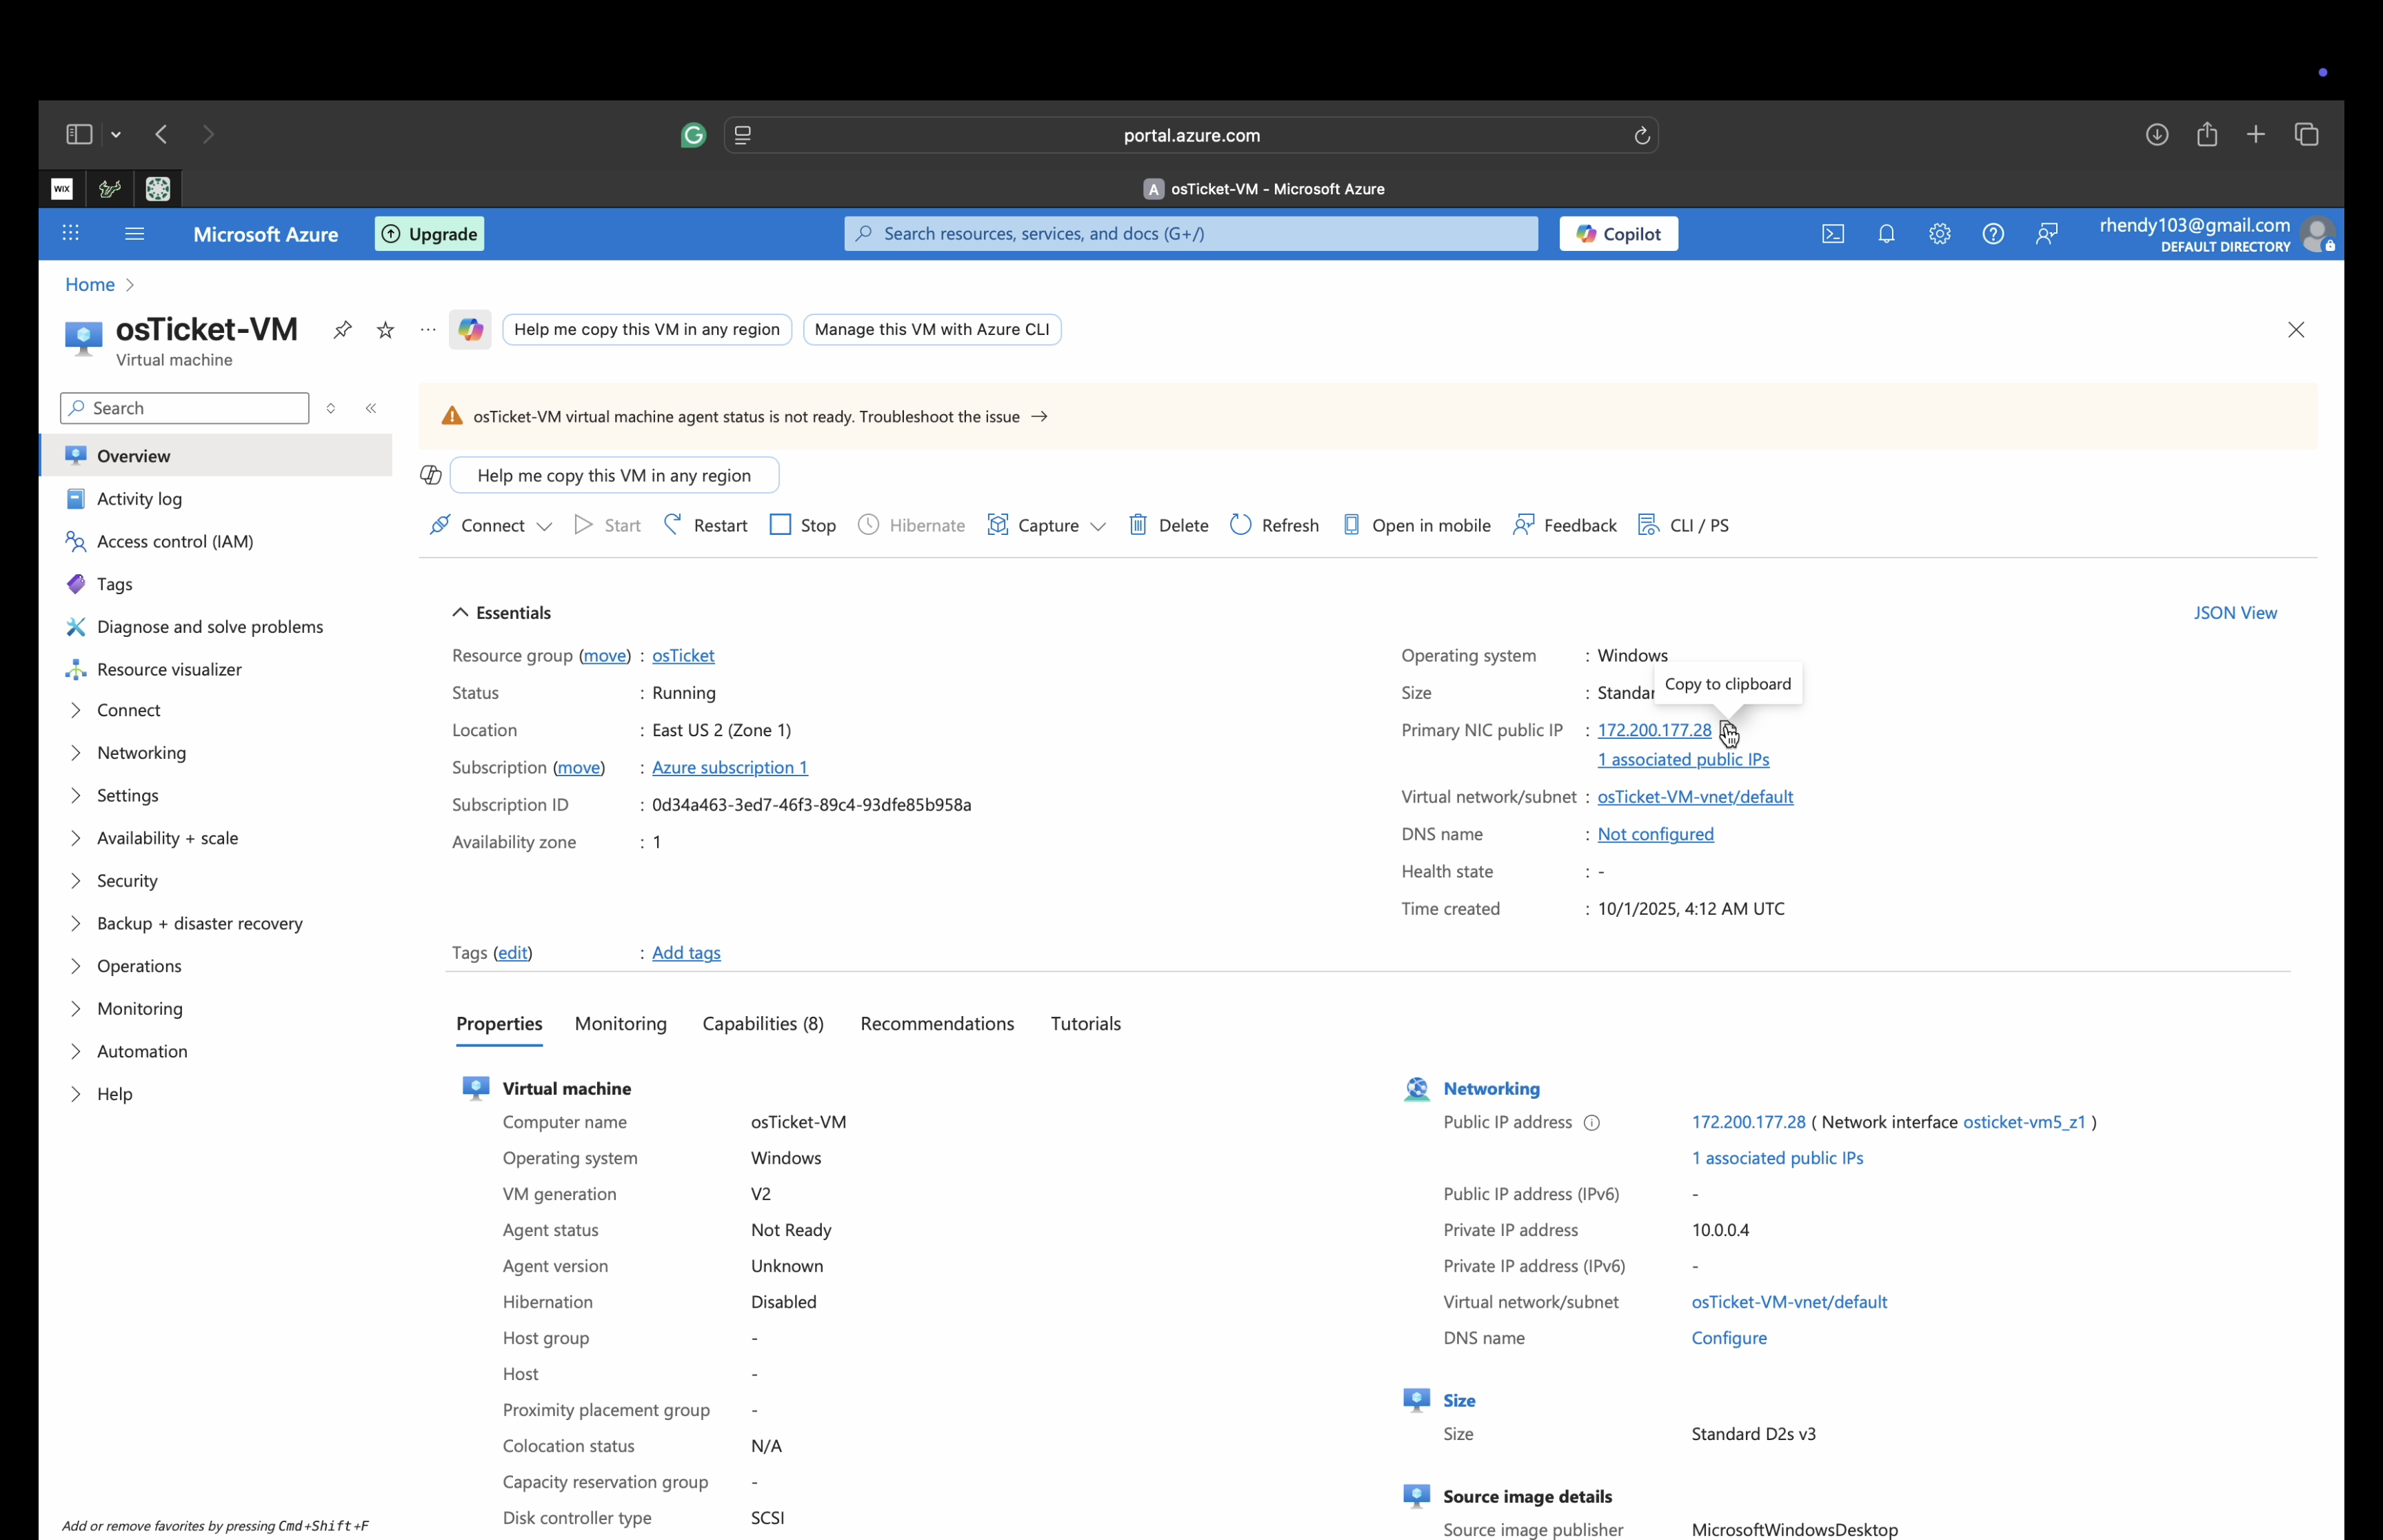 portal.azure.com
WIX
A osTicket-VM - Microsoft Azure
Microsoft Azure
Upgrade
Search resources, services, and docs (G+/)
Copilot
rhendy103@gmail.com
DEFAULT DIRECTORY
Home >
osTicket-VM
Virtual machine
Help me copy this VM in any region
Manage this VM with Azure CLI
Search
Overview
Activity log
Access control (IAM)
Tags
Diagnose and solve problems
Resource visualizer
Connect
Networking
Settings
Availability + scale
Security
Backup + disaster recovery
Operations
Monitoring
Automation
Help
Add or remove favorites by pressing Cmd+Shift+F
osTicket-VM virtual machine agent status is not ready. Troubleshoot the issue →
Help me copy this VM in any region
Connect Start Restart Stop Hibernate Capture Delete Refresh Open in mobile Feedback CLI / PS
Essentials
JSON View
Resource group (move) : osTicket
Status : Running
Location : East US 2 (Zone 1)
Subscription (move) : Azure subscription 1
Subscription ID : 0d34a463-3ed7-46f3-89c4-93dfe85b958a
Availability zone : 1
Operating system : Windows
Size : Standar
Copy to clipboard
Primary NIC public IP : 172.200.177.28
1 associated public IPs
Virtual network/subnet : osTicket-VM-vnet/default
DNS name : Not configured
Health state : -
Time created : 10/1/2025, 4:12 AM UTC
Tags (edit) : Add tags
Properties Monitoring Capabilities (8) Recommendations Tutorials
Virtual machine
Computer name osTicket-VM
Operating system Windows
VM generation V2
Agent status Not Ready
Agent version Unknown
Hibernation Disabled
Host group -
Host -
Proximity placement group -
Colocation status N/A
Capacity reservation group -
Disk controller type SCSI
Networking
Public IP address 172.200.177.28 ( Network interface osticket-vm5_z1 )
1 associated public IPs
Public IP address (IPv6) -
Private IP address 10.0.0.4
Private IP address (IPv6) -
Virtual network/subnet osTicket-VM-vnet/default
DNS name Configure
Size
Size Standard D2s v3
Source image details
Source image publisher MicrosoftWindowsDesktop